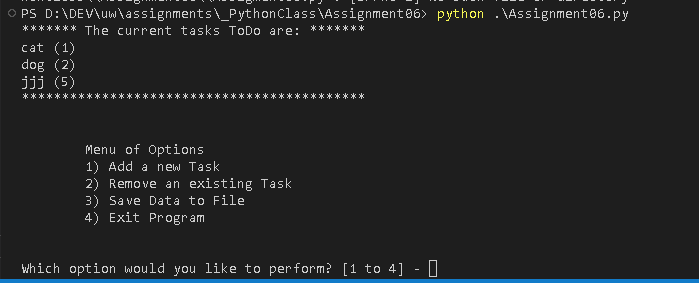 PS D:\DEV\uw\assignments\_PythonClass\Assignment06> python .\Assignment06.py
******* The current tasks ToDo are: *******
cat (1)
dog (2)
jjj (5)
*******************************************
Menu of Options
1) Add a new Task
2) Remove an existing Task
3) Save Data to File
4) Exit Program
Which option would you like to perform? [1 to 4] -